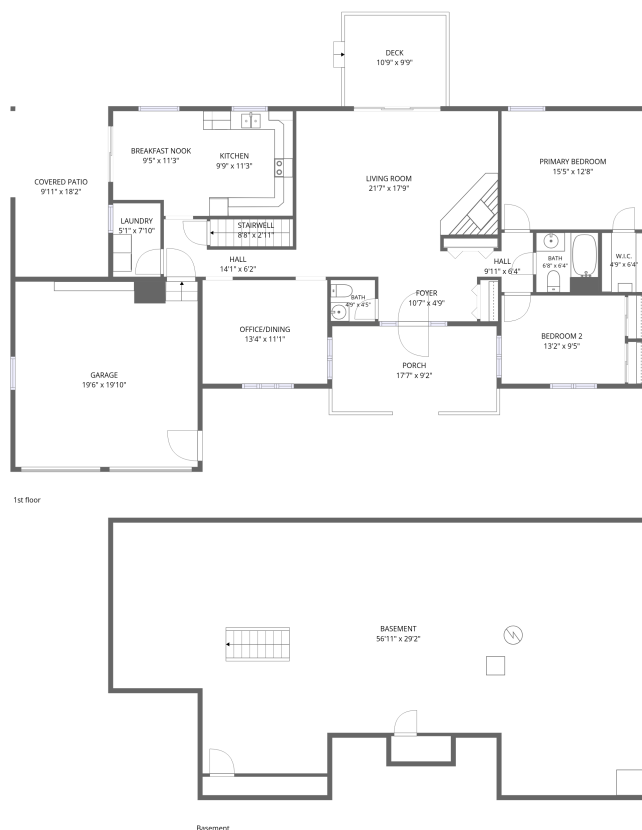 DECK
10'9" x 9'9"
BREAKFAST NOOK
9'5" x 11'3"
KITCHEN
9'9" x 11'3"
LIVING ROOM
21'7" x 17'9"
PRIMARY BEDROOM
15'5" x 12'8"
COVERED PATIO
9'11" x 18'2"
LAUNDRY
5'1" x 7'10"
STAIRWELL
8'8" x 2'11"
HALL
14'1" x 6'2"
HALL
9'11" x 6'4"
BATH
6'8" x 6'4"
W.I.C.
4'9" x 6'4"
BATH
4'9" x 4'5"
FOYER
10'7" x 4'9"
OFFICE/DINING
13'4" x 11'1"
BEDROOM 2
13'2" x 9'5"
PORCH
17'7" x 9'2"
GARAGE
19'6" x 19'10"
1st floor
BASEMENT
56'11" x 29'2"
Basement